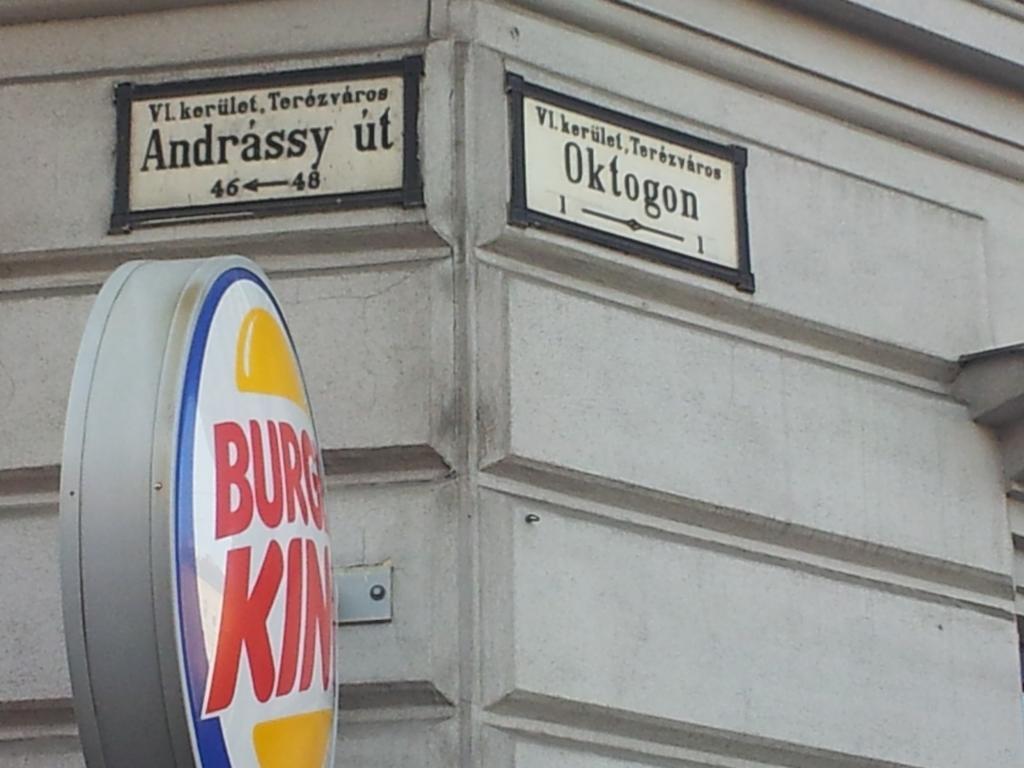 VI. kerület, Terézváros
Andrássy út
46 ← 48
VI. kerület, Terézváros
Oktogon
1 1
BURG
KIN